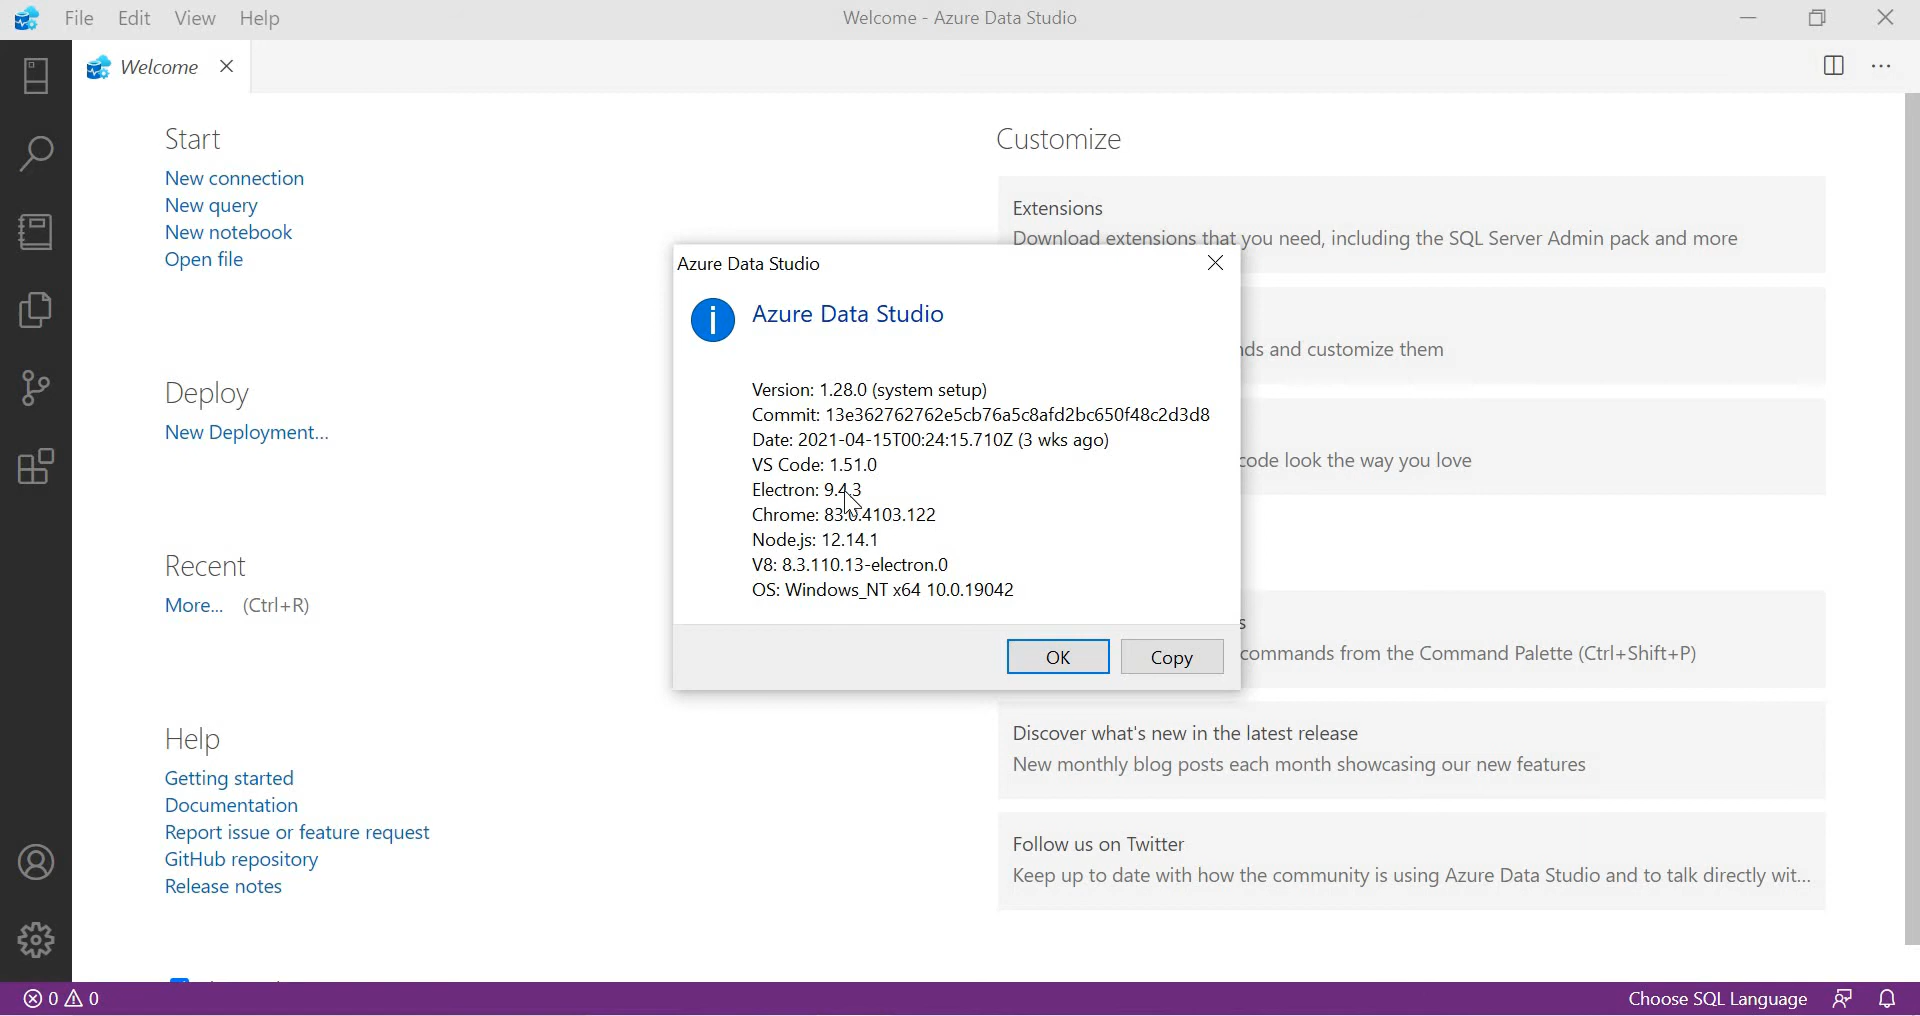 File Edit View Help
Welcome - Azure Data Studio
Welcome
Start
New connection
New query
New notebook
Open file
Deploy
New Deployment...
Recent
More... (Ctrl+R)
Help
Getting started
Documentation
Report issue or feature request
GitHub repository
Release notes
Customize
Extensions
Download extensions that you need, including the SQL Server Admin pack and more
and customize them
code look the way you love
commands from the Command Palette (Ctrl+Shift+P)
Discover what's new in the latest release
New monthly blog posts each month showcasing our new features
Follow us on Twitter
Keep up to date with how the community is using Azure Data Studio and to talk directly wit...
Azure Data Studio
Azure Data Studio
Version: 1.28.0 (system setup)
Commit: 13e362762762e5cb76a5c8afd2bc650f48c2d3d8
Date: 2021-04-15T00:24:15.710Z (3 wks ago)
VS Code: 1.51.0
Electron: 9.4.3
Chrome: 83.0.4103.122
Node.js: 12.14.1
V8: 8.3.110.13-electron.0
OS: Windows_NT x64 10.0.19042
OK Copy
0 0
Choose SQL Language